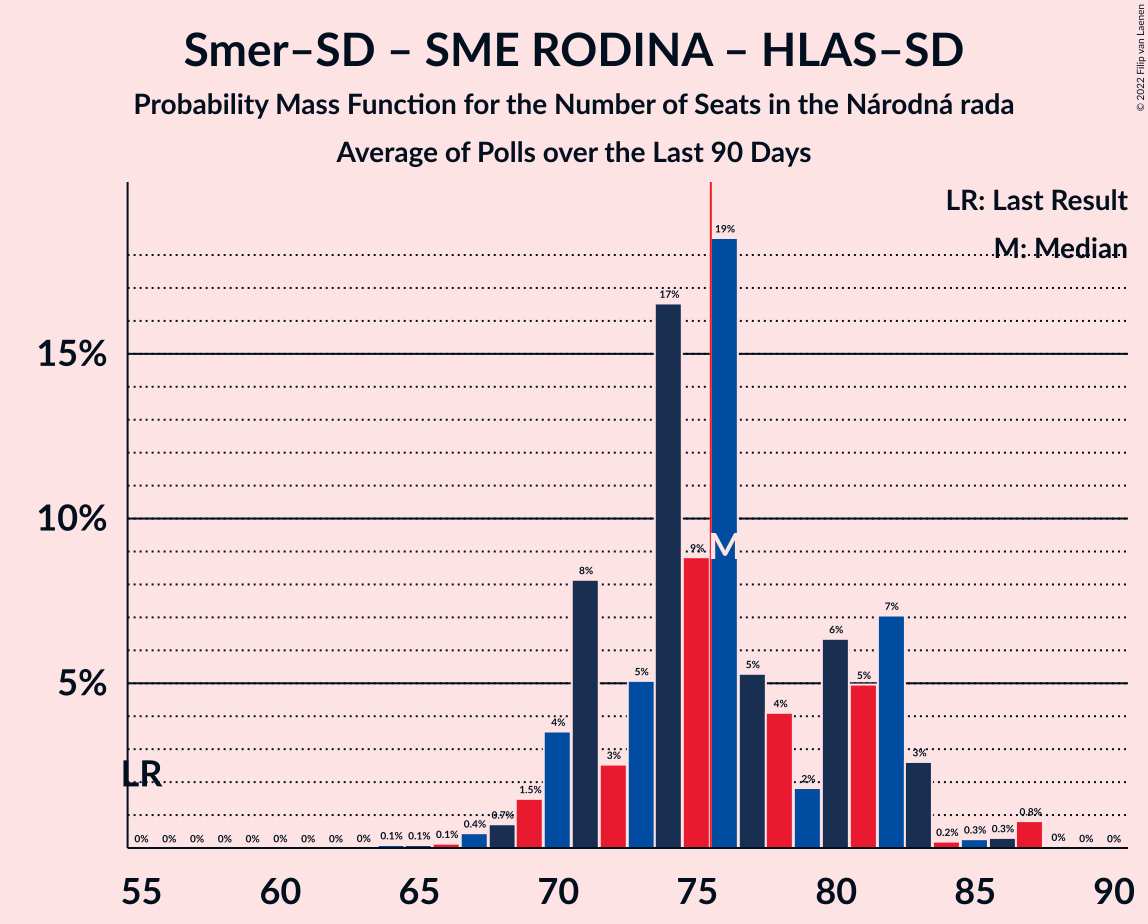 Smer–SD – SME RODINA – HLAS–SD
Probability Mass Function for the Number of Seats in the Národná rada
Average of Polls over the Last 90 Days
© 2022 Filip van Laenen
LR: Last Result
M: Median
19%
17%
15%
10%
9%
M
8%
7%
6%
5%
5%
5%
5%
4%
4%
3%
3%
2%
LR
1.5%
0% 0% 0% 0% 0% 0% 0% 0% 0% 0.1% 0.1% 0.1% 0.4% 0.7% 0.2% 0.3% 0.3% 0.8% 0% 0% 0%
55 60 65 70 75 80 85 90